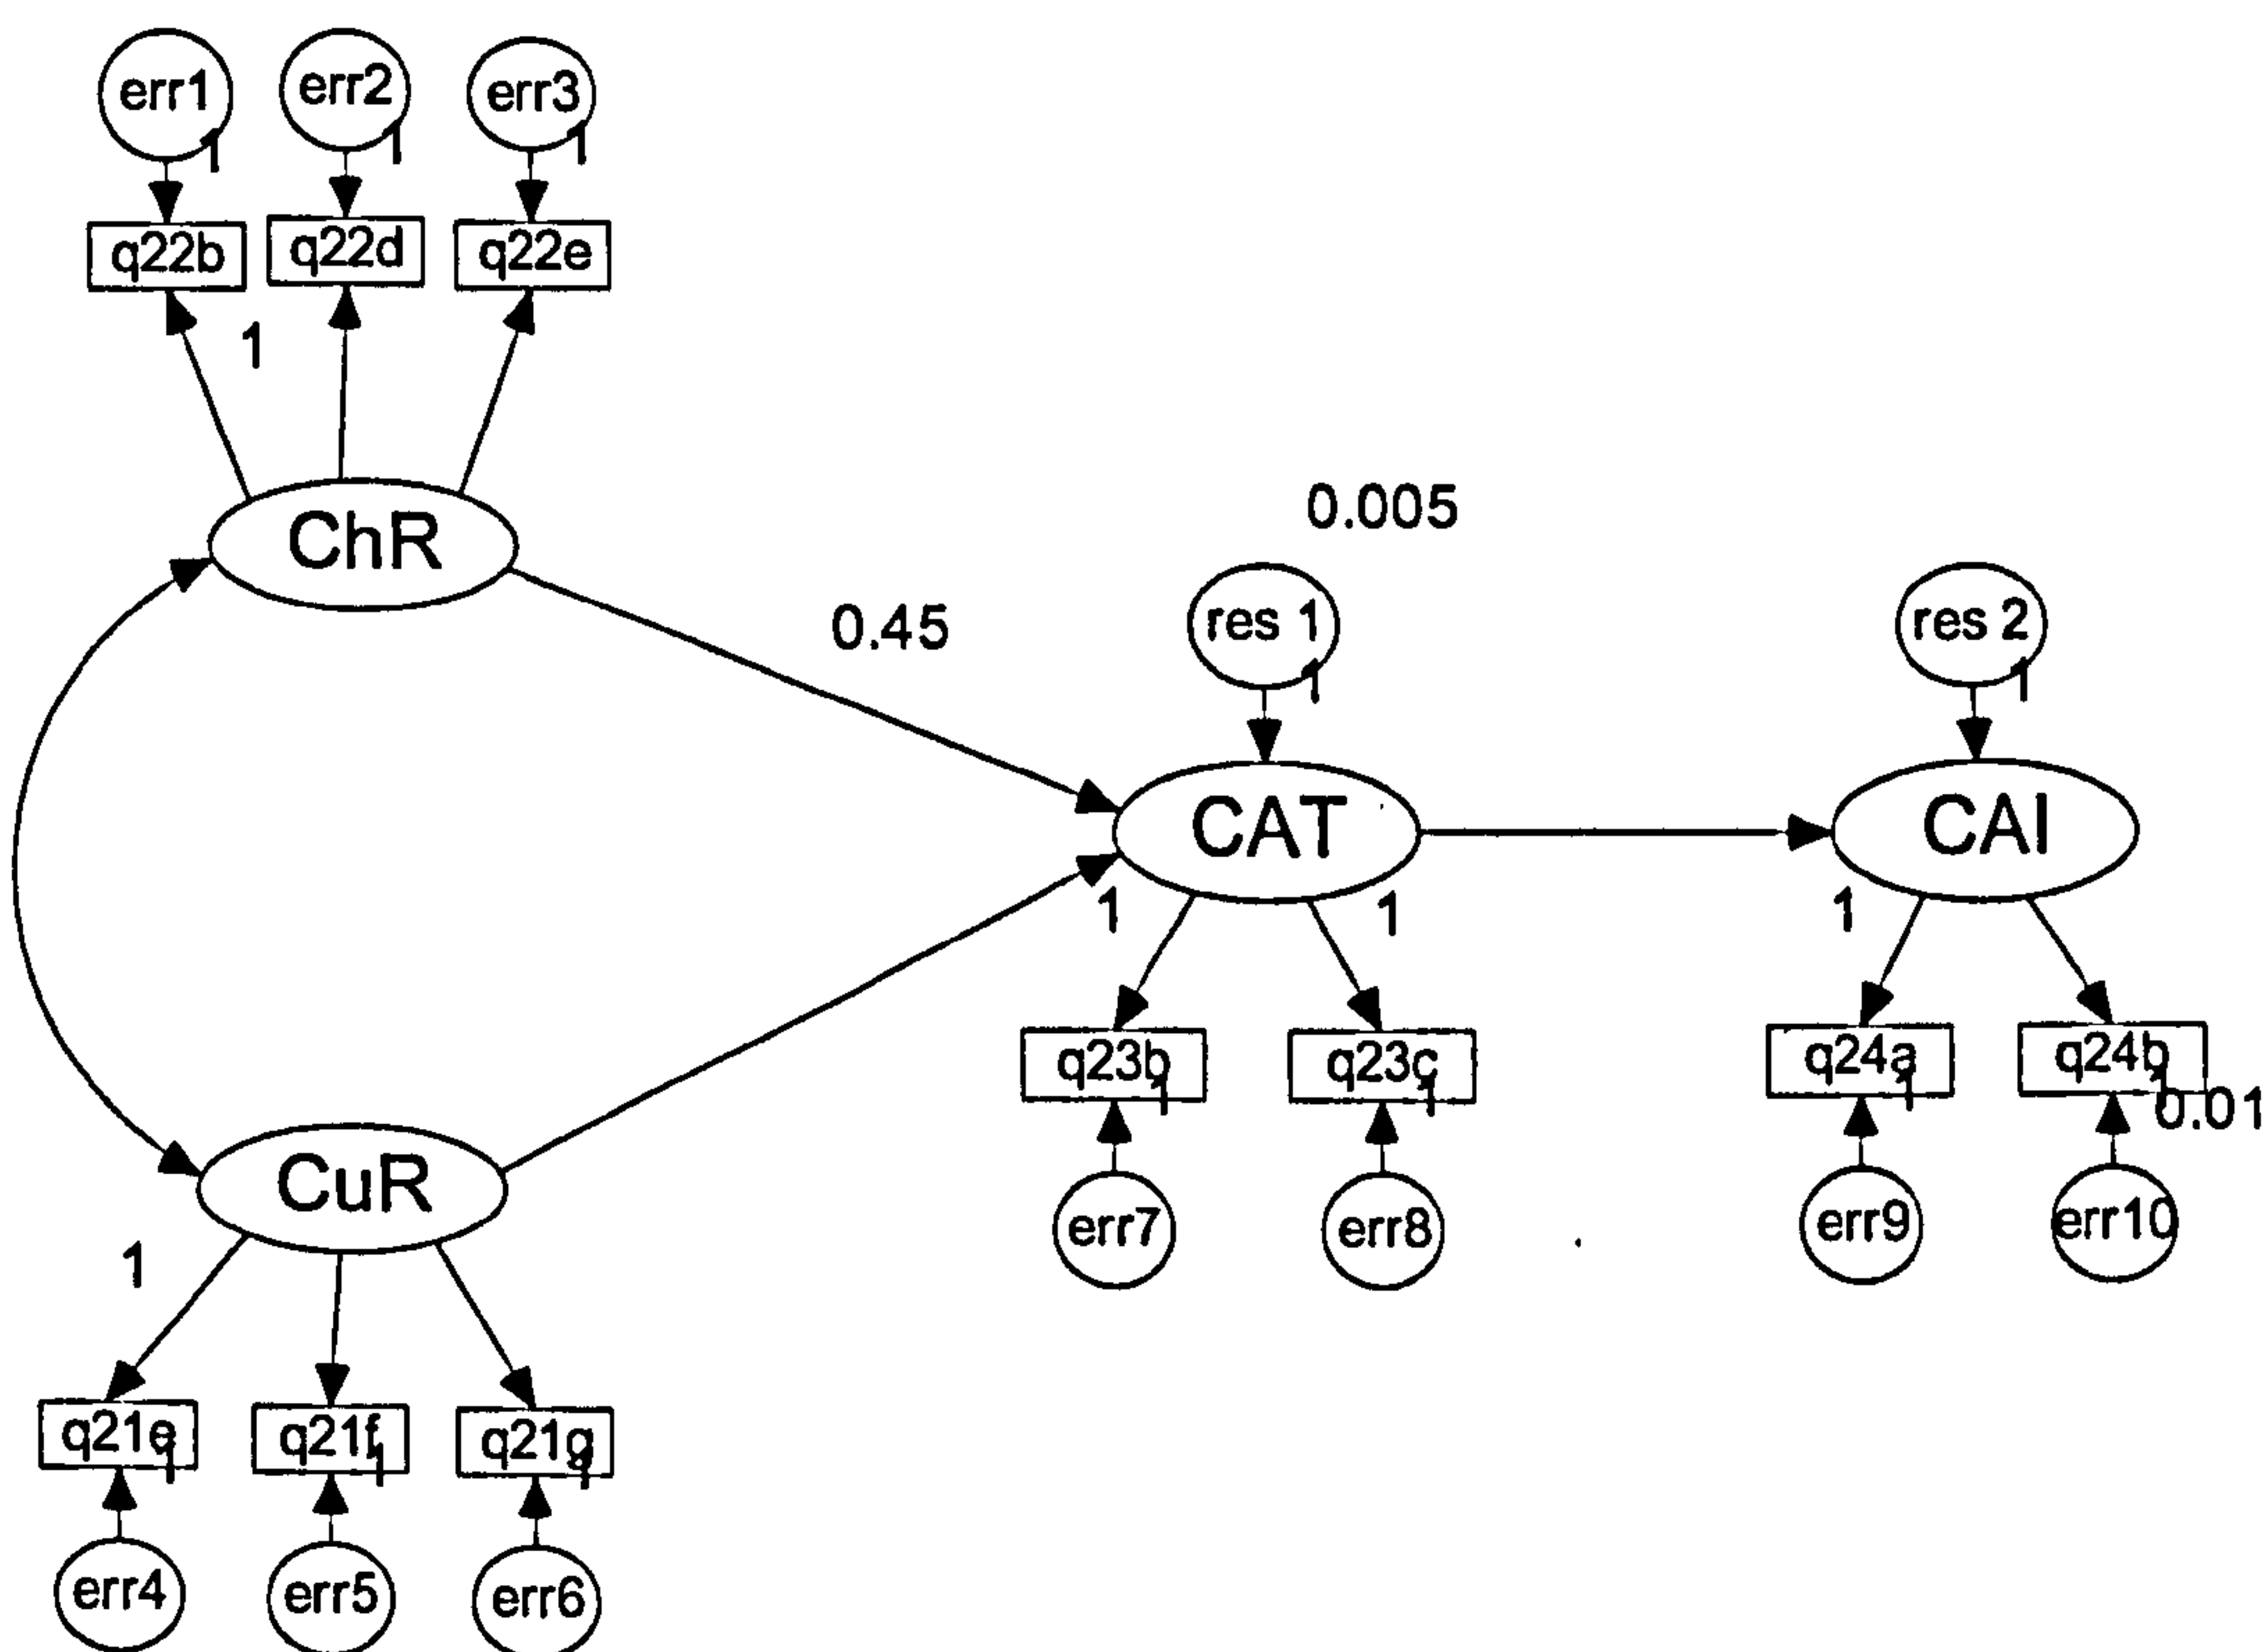 err1 err2 err3
1 1 1
q22b q22d q22e
1
ChR
0.005
0.45
res 1 res 2
1 1
CAT CAI
1 1 1
q23b q23c q24a q24b
1 1 1 1
0.01
CuR
err7 err8 err9 err10
1
q21e q21f q21g
1 1 1
err4 err5 err6